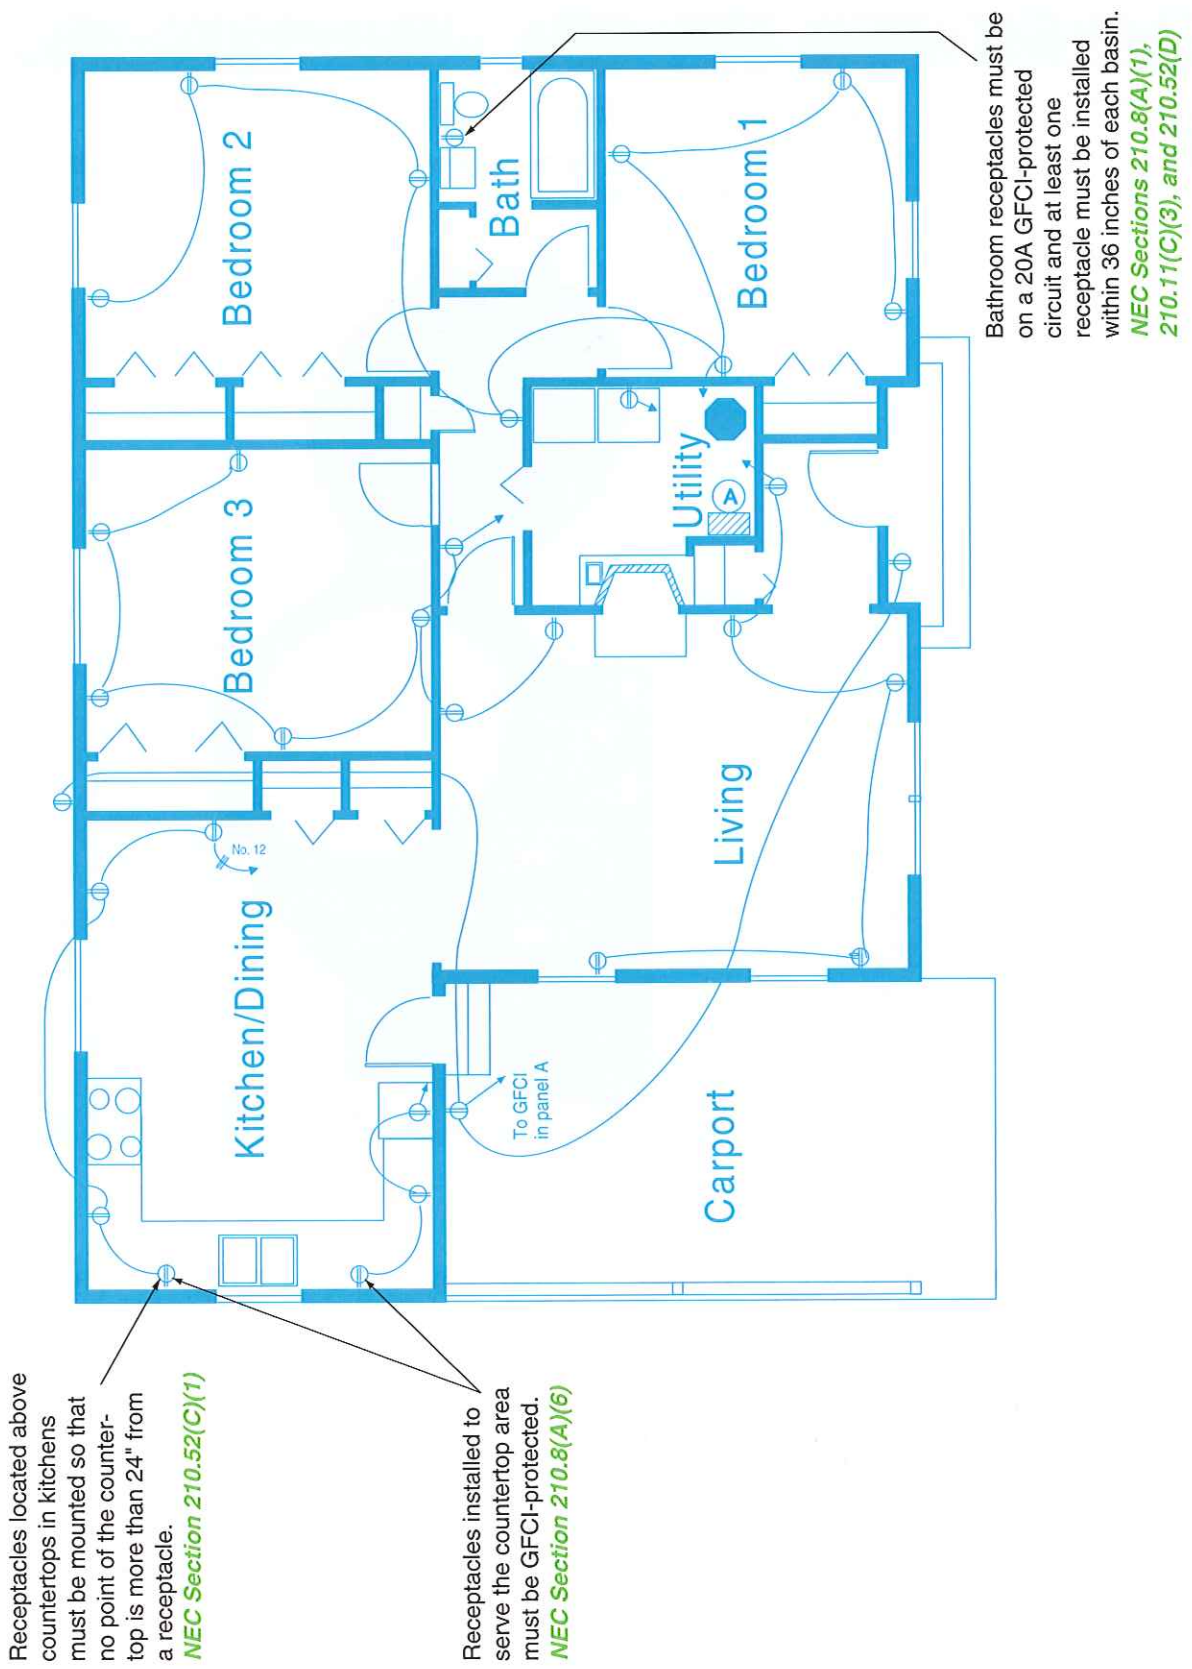 Receptacles located above
countertops in kitchens
must be mounted so that
no point of the counter-
top is more than 24" from
a receptacle.
NEC Section 210.52(C)(1)
Receptacles installed to
serve the countertop area
must be GFCI-protected.
NEC Section 210.8(A)(6)
Kitchen/Dining
No. 12
Bedroom 3
Bedroom 2
Bath
Bedroom 1
Utility
A
Living
Carport
To GFCI
in panel A
Bathroom receptacles must be
on a 20A GFCI-protected
circuit and at least one
receptacle must be installed
within 36 inches of each basin.
NEC Sections 210.8(A)(1),
210.11(C)(3), and 210.52(D)